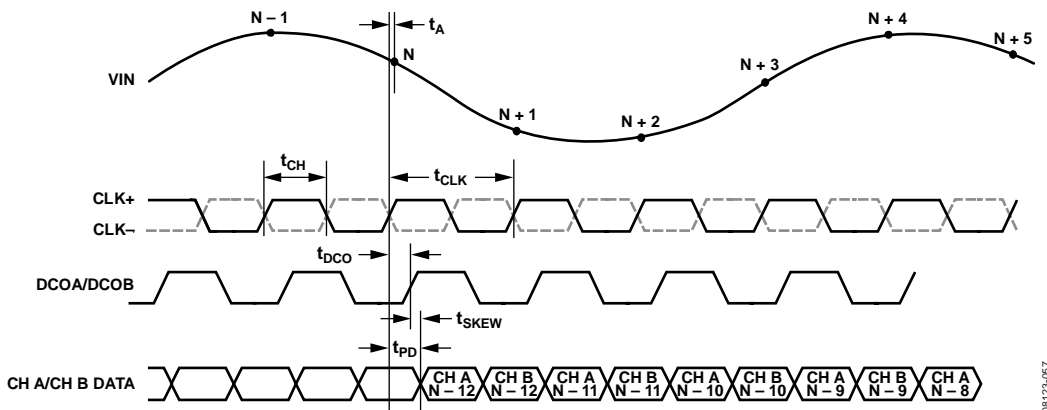 N – 1
t_A
N
N + 1
N + 2
N + 3
N + 4
N + 5
VIN
t_CH
t_CLK
CLK+
CLK–
t_DCO
DCOA/DCOB
t_SKEW
t_PD
CH A/CH B DATA
CH A
N – 12
CH B
N – 12
CH A
N – 11
CH B
N – 11
CH A
N – 10
CH B
N – 10
CH A
N – 9
CH B
N – 9
CH A
N – 8
08123-057